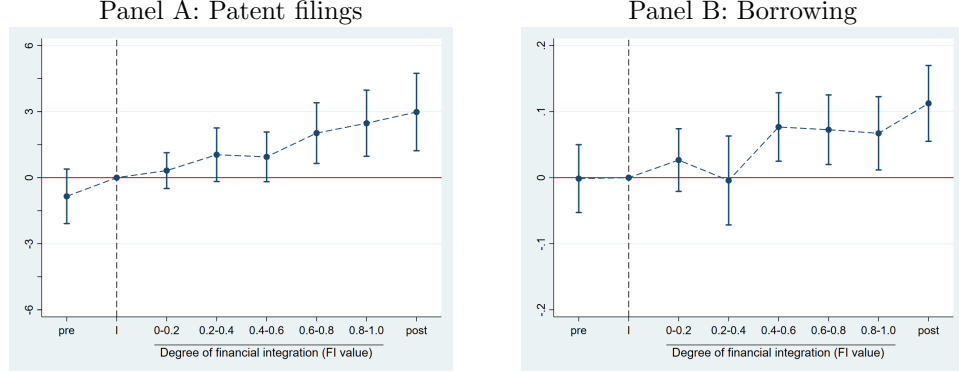 Panel A: Patent filings
6
3
0
-3
-6
pre
I
0-0.2
0.2-0.4
0.4-0.6
0.6-0.8
0.8-1.0
post
Degree of financial integration (FI value)
Panel B: Borrowing
.2
.1
0
-.1
-.2
pre
I
0-0.2
0.2-0.4
0.4-0.6
0.6-0.8
0.8-1.0
post
Degree of financial integration (FI value)